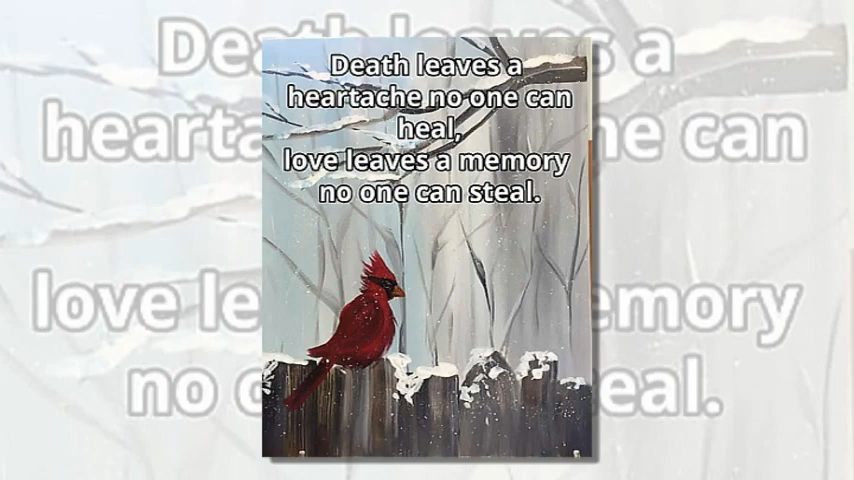 Death leaves a
heartache no one can
heal,
love leaves a memory
no one can steal.